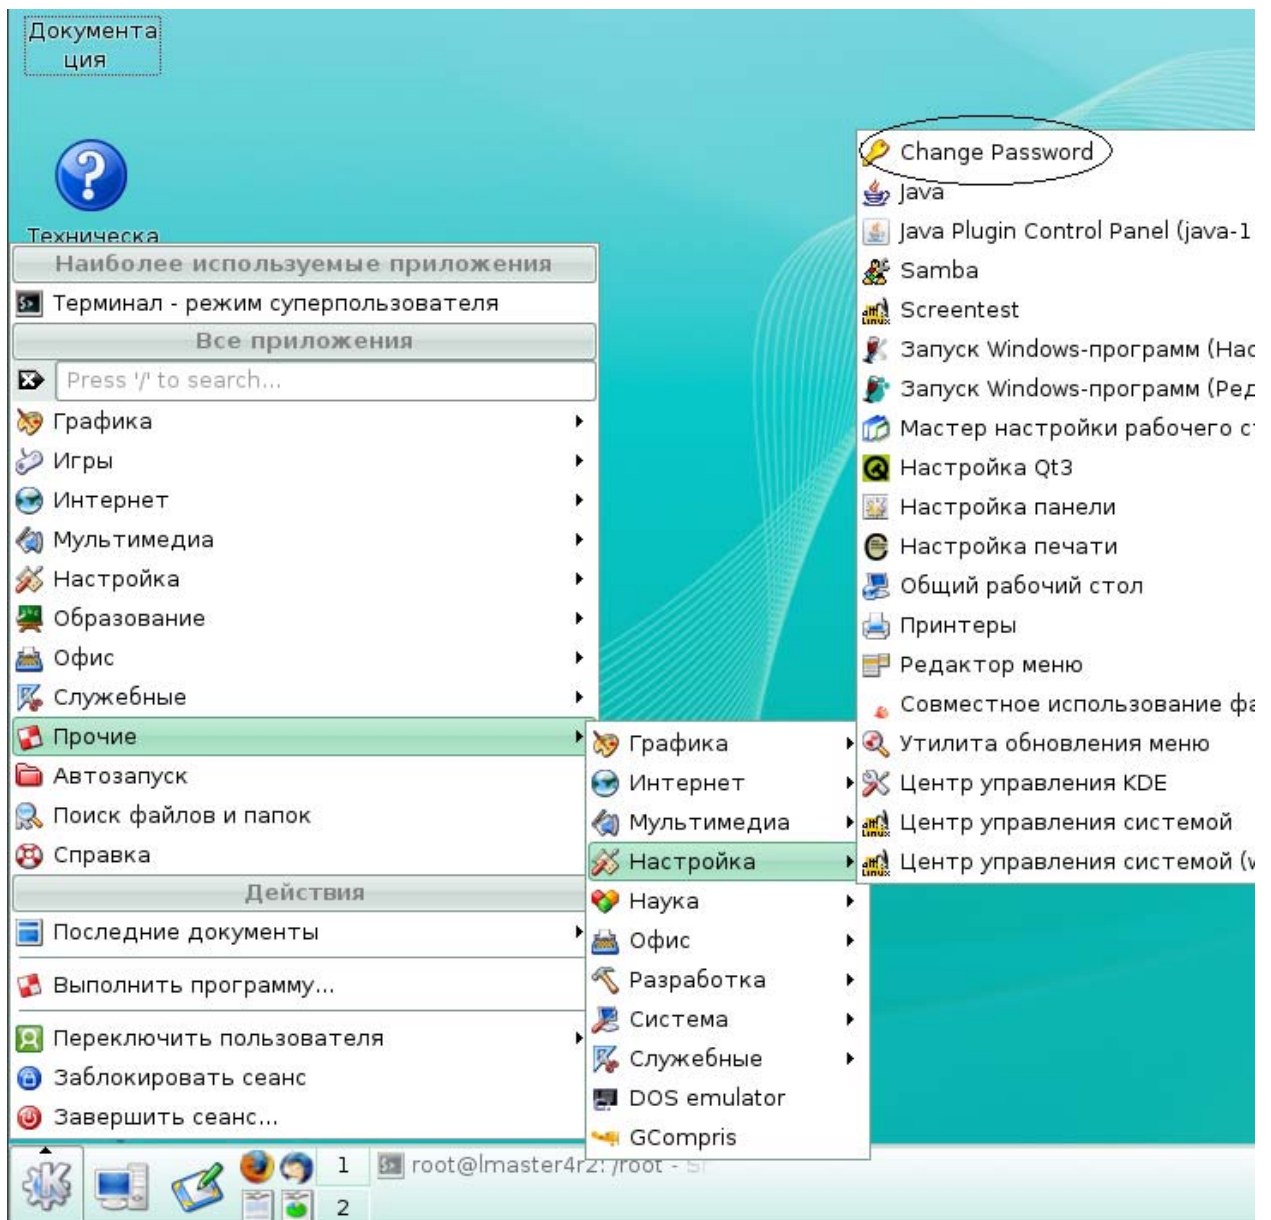 Документа
ция
Техническа
Наиболее используемые приложения
Терминал - режим суперпользователя
Все приложения
Press '/' to search...
Графика
Игры
Интернет
Мультимедиа
Настройка
Образование
Офис
Служебные
Прочие
Автозапуск
Поиск файлов и папок
Справка
Действия
Последние документы
Выполнить программу...
Переключить пользователя
Заблокировать сеанс
Завершить сеанс...
Графика
Интернет
Мультимедиа
Настройка
Наука
Офис
Разработка
Система
Служебные
DOS emulator
GCompris
Change Password
Java
Java Plugin Control Panel (java-1
Samba
Screentest
Запуск Windows-программ (Нас
Запуск Windows-программ (Ред
Мастер настройки рабочего ст
Настройка Qt3
Настройка панели
Настройка печати
Общий рабочий стол
Принтеры
Редактор меню
Совместное использование фа
Утилита обновления меню
Центр управления KDE
Центр управления системой
Центр управления системой (w
1
root@lmaster4r2: /root -
2